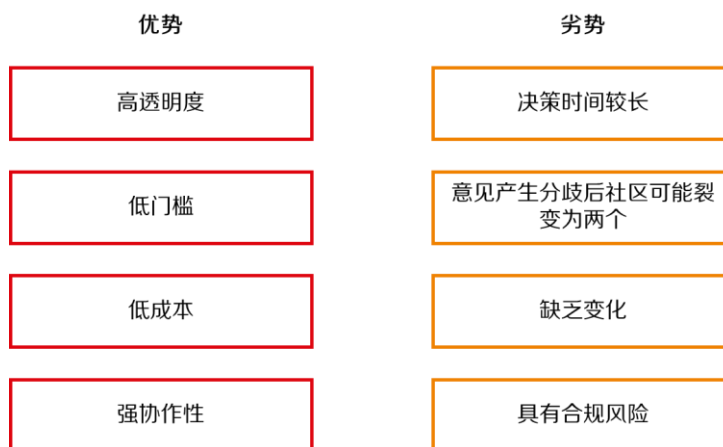 优势
劣势
高透明度
决策时间较长
低门槛
意见产生分歧后社区可能裂
变为两个
低成本
缺乏变化
强协作性
具有合规风险